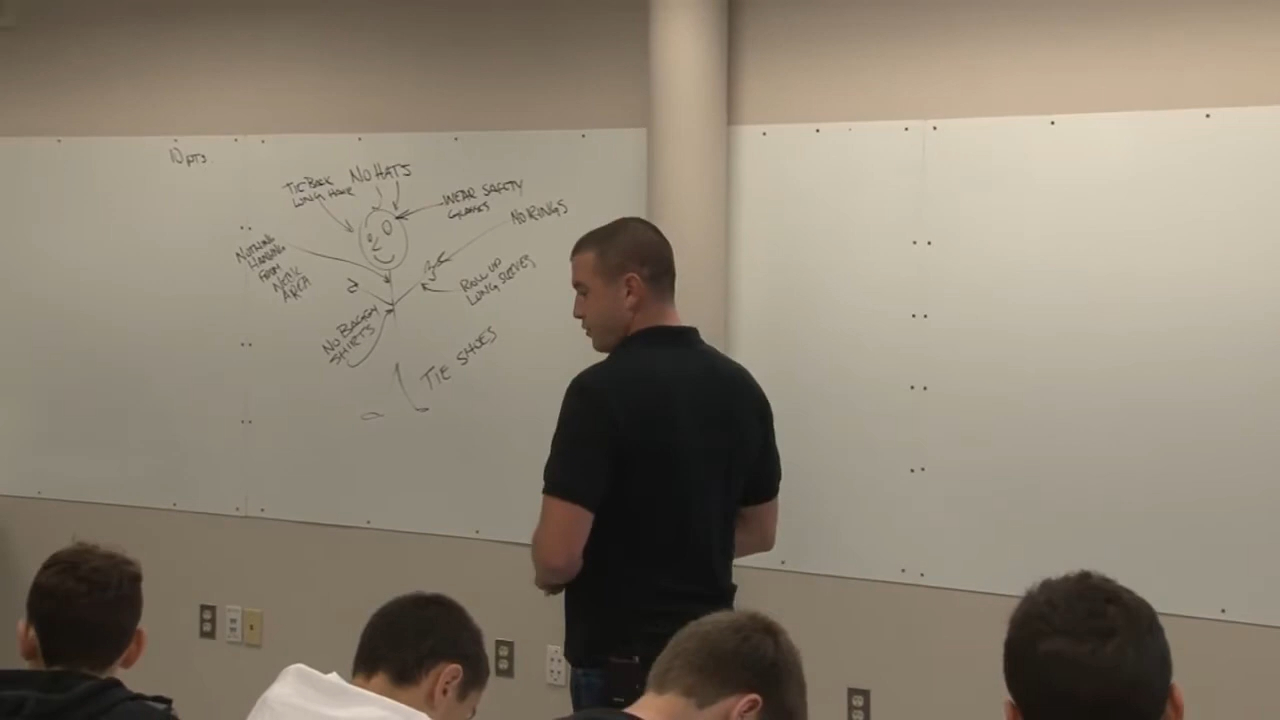 10 pts.
TIE BACK
LONG HAIR
NO HATS
WEAR SAFETY
GLASSES
NO RINGS
NOTHING
HANGING
FROM
NECK
AREA
ROLL UP
LONG SLEEVES
NO BAGGY
SHIRTS
TIE SHOES